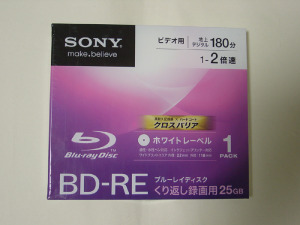 SONY
make.believe
ビデオ用
地上デジタル
180分
1-2倍速
クロスバリア
ホワイトレーベル
1
PACK
Blu-ray Disc
BD-RE
ブルーレイディスク
くり返し録画用25GB